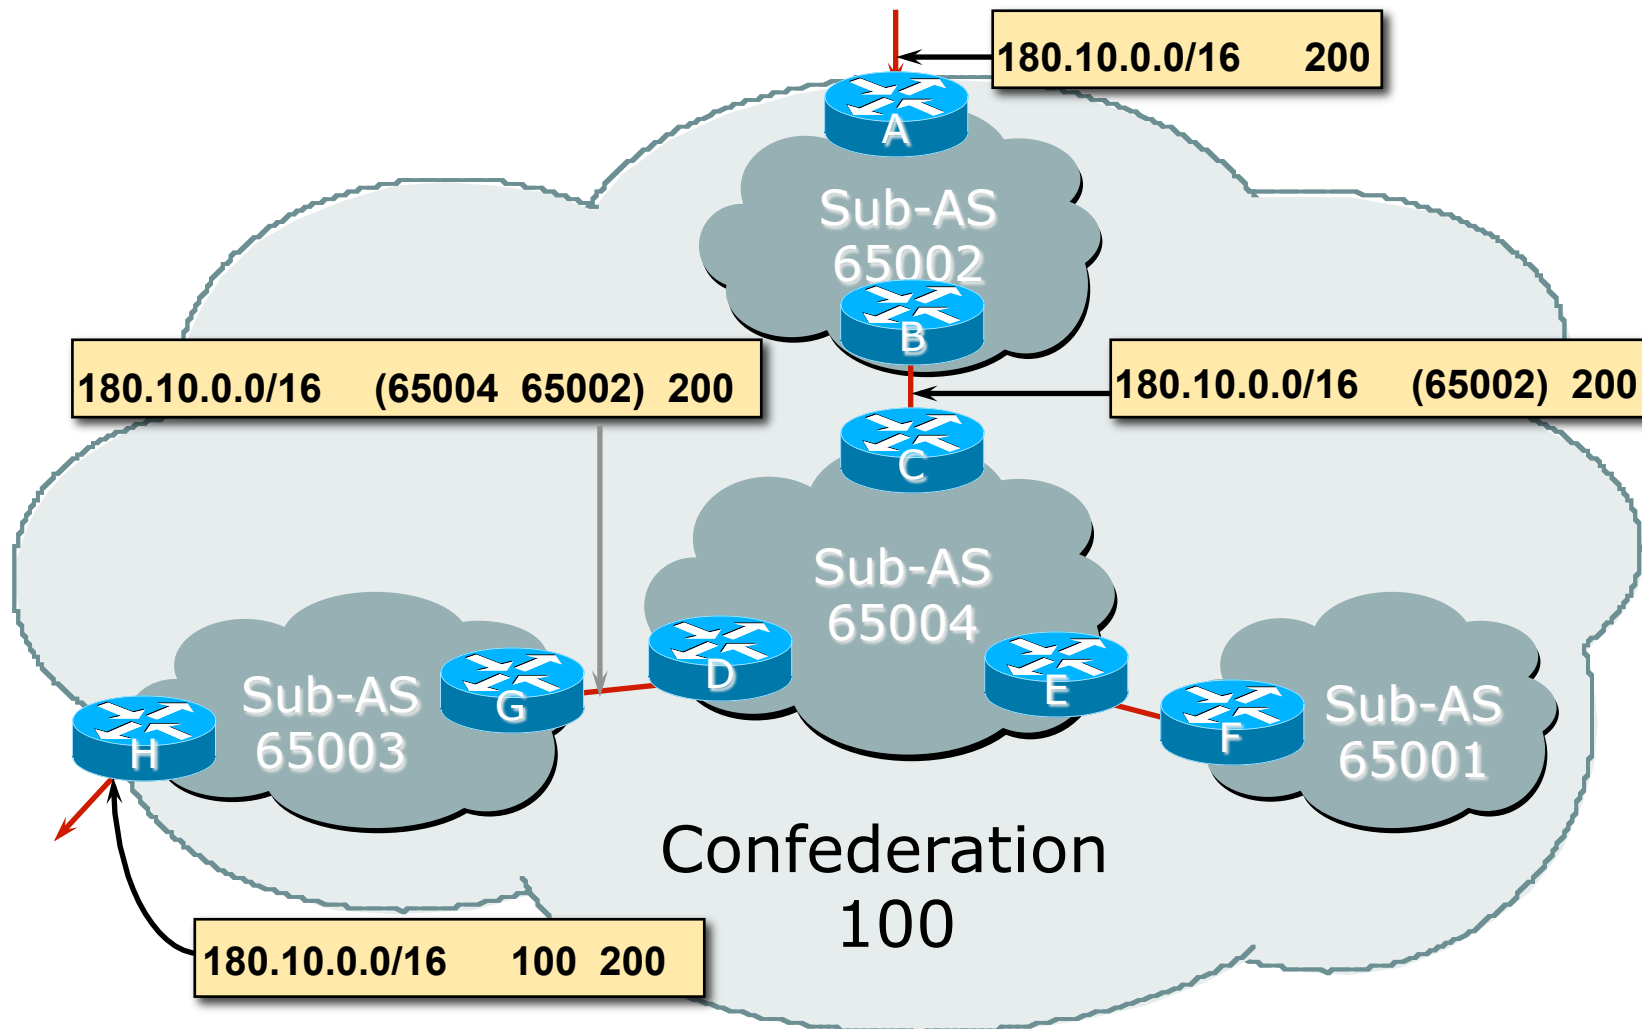 180.10.0.0/16 200
A
Sub-AS
65002
B
180.10.0.0/16 (65004 65002) 200
180.10.0.0/16 (65002) 200
C
Sub-AS
65004
D
E
Sub-AS
65003
G
H
F
Sub-AS
65001
Confederation
100
180.10.0.0/16 100 200